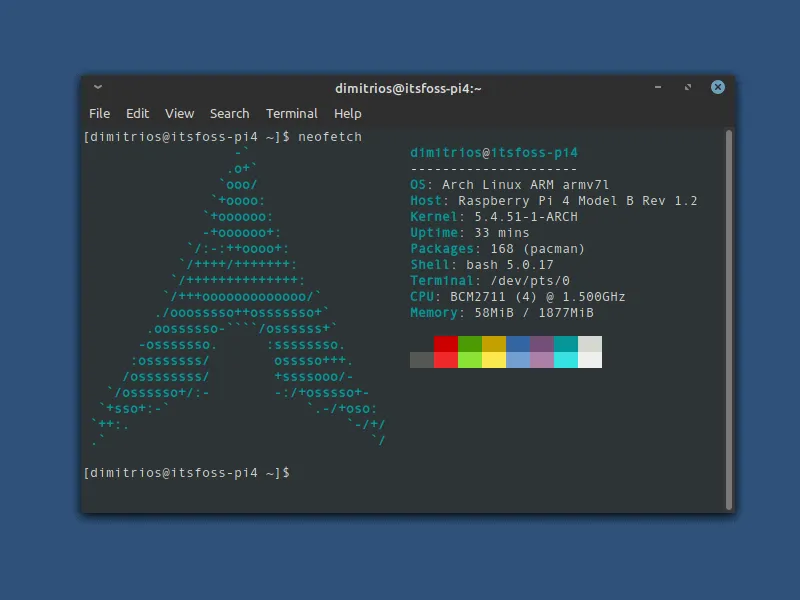 dimitrios@itsfoss-pi4:~
File Edit View Search Terminal Help
[dimitrios@itsfoss-pi4 ~]$ neofetch
-`
.o+`
`ooo/
`+oooo:
`+oooooo:
-+oooooo+:
`/:-:++oooo+:
`/++++/+++++++:
`/++++++++++++++:
`/+++ooooooooooooo/`
./ooosssso++osssssso+`
.oossssso-````/ossssss+`
-osssssso. :ssssssso.
:osssssss/ osssso+++.
/ossssssss/ +ssssooo/-
`/ossssso+/:- -:/+osssso+-
`+sso+:-` `.-/+oso:
`++:. `-/+/
.` `/
dimitrios@itsfoss-pi4
---------------------
OS: Arch Linux ARM armv7l
Host: Raspberry Pi 4 Model B Rev 1.2
Kernel: 5.4.51-1-ARCH
Uptime: 33 mins
Packages: 168 (pacman)
Shell: bash 5.0.17
Terminal: /dev/pts/0
CPU: BCM2711 (4) @ 1.500GHz
Memory: 58MiB / 1877MiB
[dimitrios@itsfoss-pi4 ~]$